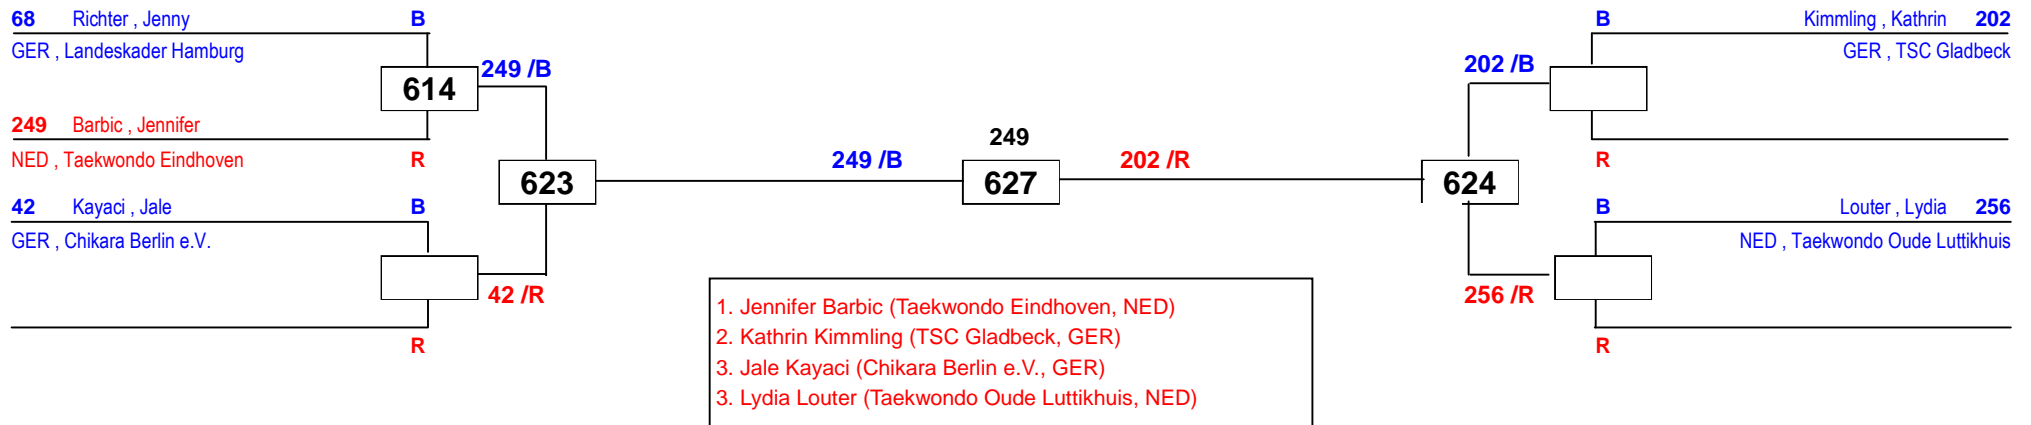 68 Richter , Jenny B
GER , Landeskader Hamburg
614
249 /B
249 Barbic , Jennifer
NED , Taekwondo Eindhoven R
623
42 Kayaci , Jale B
GER , Chikara Berlin e.V.
42 /R
R
249 /B
249
627
202 /R
B Kimmling , Kathrin 202
GER , TSC Gladbeck
202 /B
R
624
B Louter , Lydia 256
NED , Taekwondo Oude Luttikhuis
256 /R
R
1. Jennifer Barbic (Taekwondo Eindhoven, NED)
2. Kathrin Kimmling (TSC Gladbeck, GER)
3. Jale Kayaci (Chikara Berlin e.V., GER)
3. Lydia Louter (Taekwondo Oude Luttikhuis, NED)